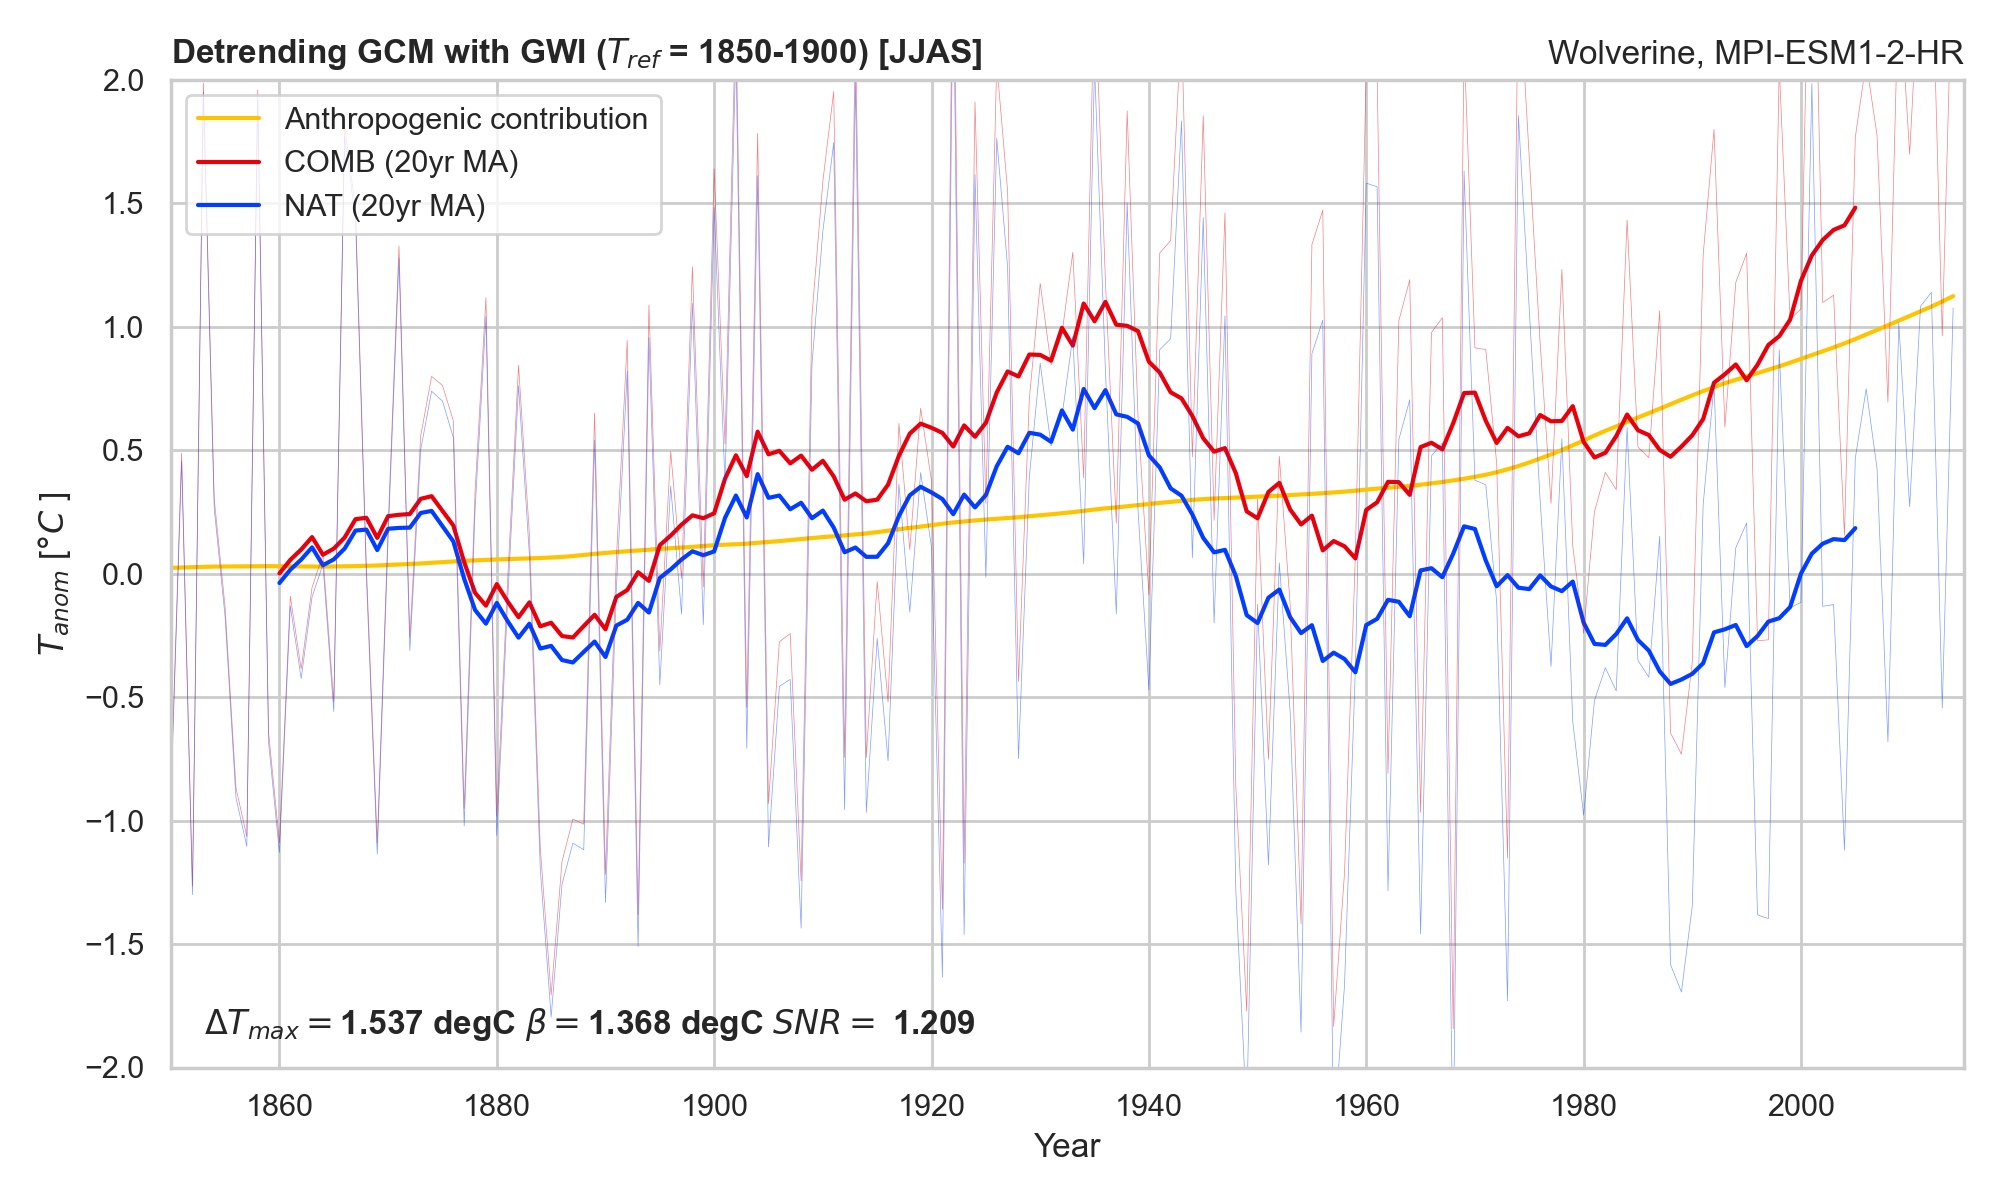 Detrending GCM with GWI (T_ref = 1850-1900) [JJAS]
Wolverine, MPI-ESM1-2-HR
Anthropogenic contribution
COMB (20yr MA)
NAT (20yr MA)
2.0
1.5
1.0
0.5
0.0
−0.5
−1.0
−1.5
−2.0
T_anom [°C ]
ΔT_max = 1.537 degC β = 1.368 degC SNR = 1.209
1860 1880 1900 1920 1940 1960 1980 2000
Year